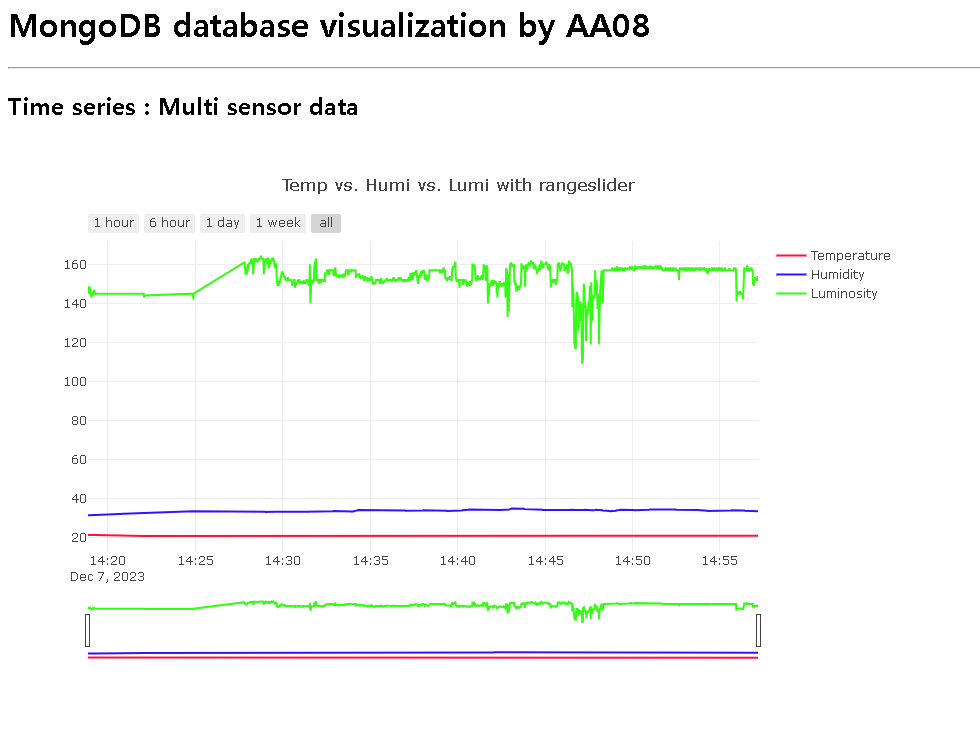 MongoDB database visualization by AA08
Time series : Multi sensor data
Temp vs. Humi vs. Lumi with rangeslider
1 hour 6 hour 1 day 1 week all
Temperature
Humidity
Luminosity
160
140
120
100
80
60
40
20
14:20 14:25 14:30 14:35 14:40 14:45 14:50 14:55
Dec 7, 2023